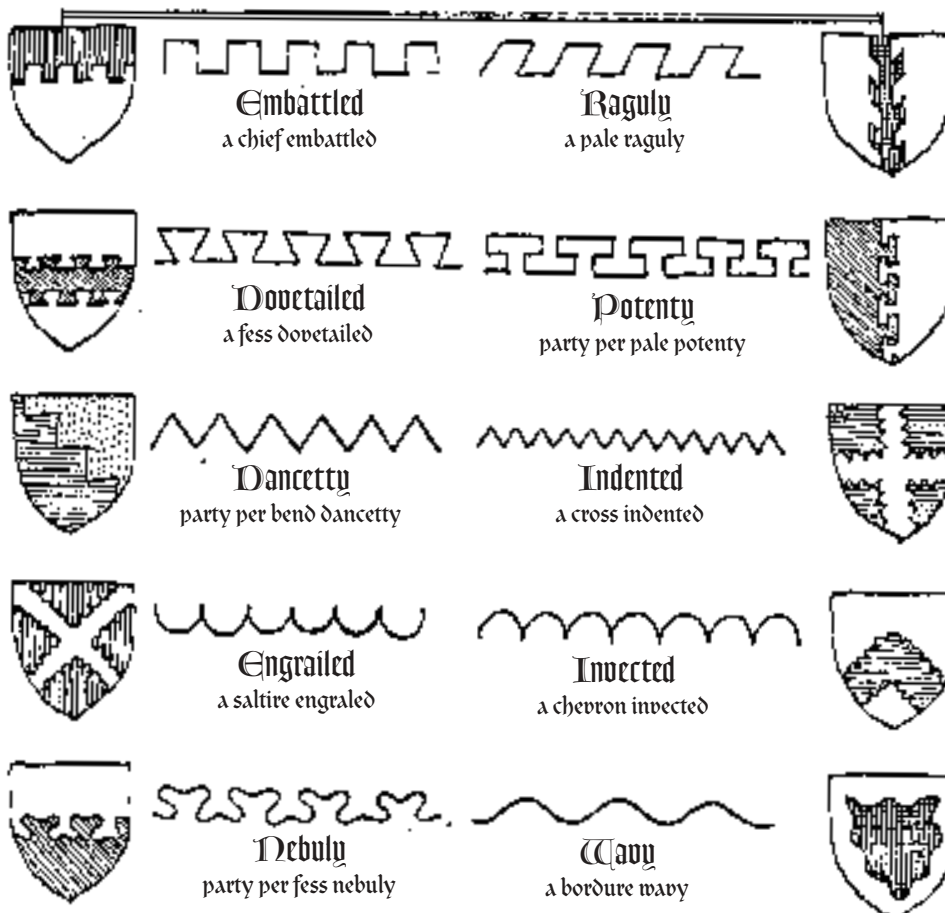 Embattled
a chief embattled
Raguly
a pale raguly
Dovetailed
a fess dovetailed
Potenty
party per pale potenty
Dancetty
party per bend dancetty
Indented
a cross indented
Engrailed
a saltire engraled
Invected
a chevron invected
Nebuly
party per fess nebuly
Wavy
a bordure wavy